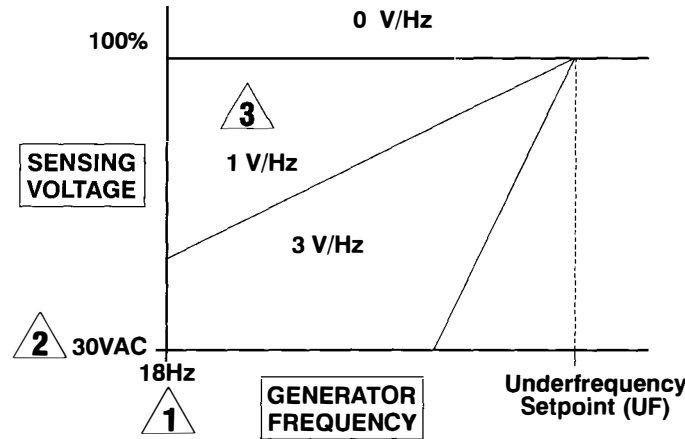 0 V/Hz
100%
3
SENSING
VOLTAGE
1 V/Hz
3 V/Hz
2
30VAC
18Hz
1
GENERATOR
FREQUENCY
Underfrequency
Setpoint (UF)